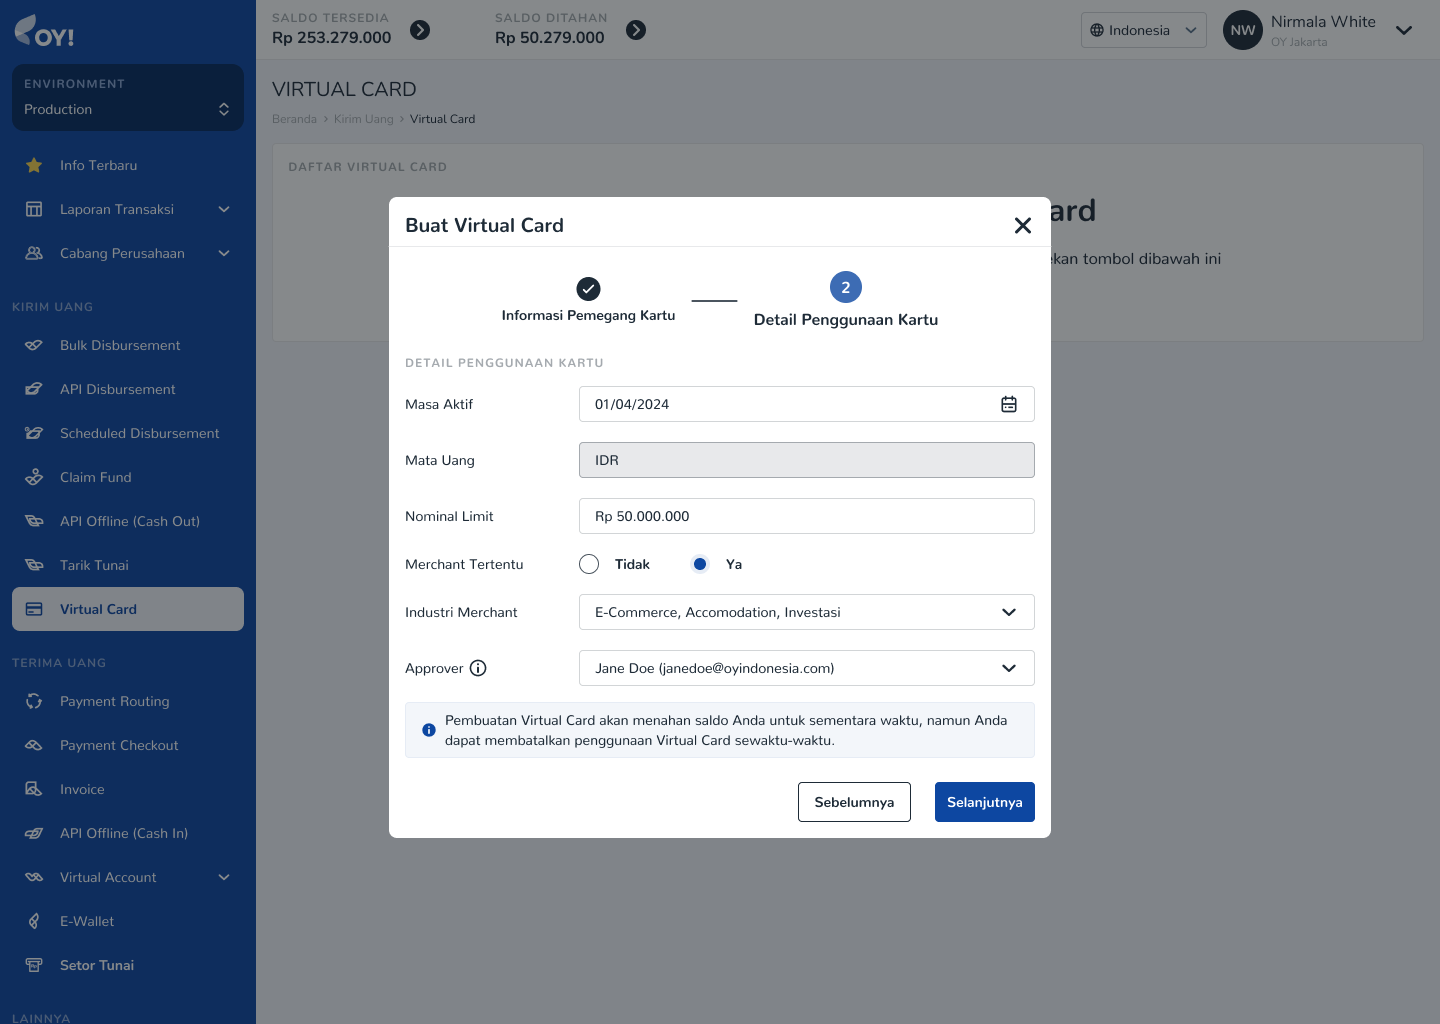 OY!
ENVIRONMENT
Production
Info Terbaru
Laporan Transaksi
Cabang Perusahaan
KIRIM UANG
Bulk Disbursement
API Disbursement
Scheduled Disbursement
Claim Fund
API Offline (Cash Out)
Tarik Tunai
Virtual Card
TERIMA UANG
Payment Routing
Payment Checkout
Invoice
API Offline (Cash In)
Virtual Account
E-Wallet
Setor Tunai
LAINNYA
SALDO TERSEDIA
Rp 253.279.000
SALDO DITAHAN
Rp 50.279.000
Indonesia
NW
Nirmala White
OY Jakarta
VIRTUAL CARD
Beranda > Kirim Uang > Virtual Card
DAFTAR VIRTUAL CARD
ard
ekan tombol dibawah ini
Buat Virtual Card
Informasi Pemegang Kartu
2
Detail Penggunaan Kartu
DETAIL PENGGUNAAN KARTU
Masa Aktif 01/04/2024
Mata Uang IDR
Nominal Limit Rp 50.000.000
Merchant Tertentu Tidak Ya
Industri Merchant E-Commerce, Accomodation, Investasi
Approver Jane Doe (janedoe@oyindonesia.com)
Pembuatan Virtual Card akan menahan saldo Anda untuk sementara waktu, namun Anda
dapat membatalkan penggunaan Virtual Card sewaktu-waktu.
Sebelumnya Selanjutnya